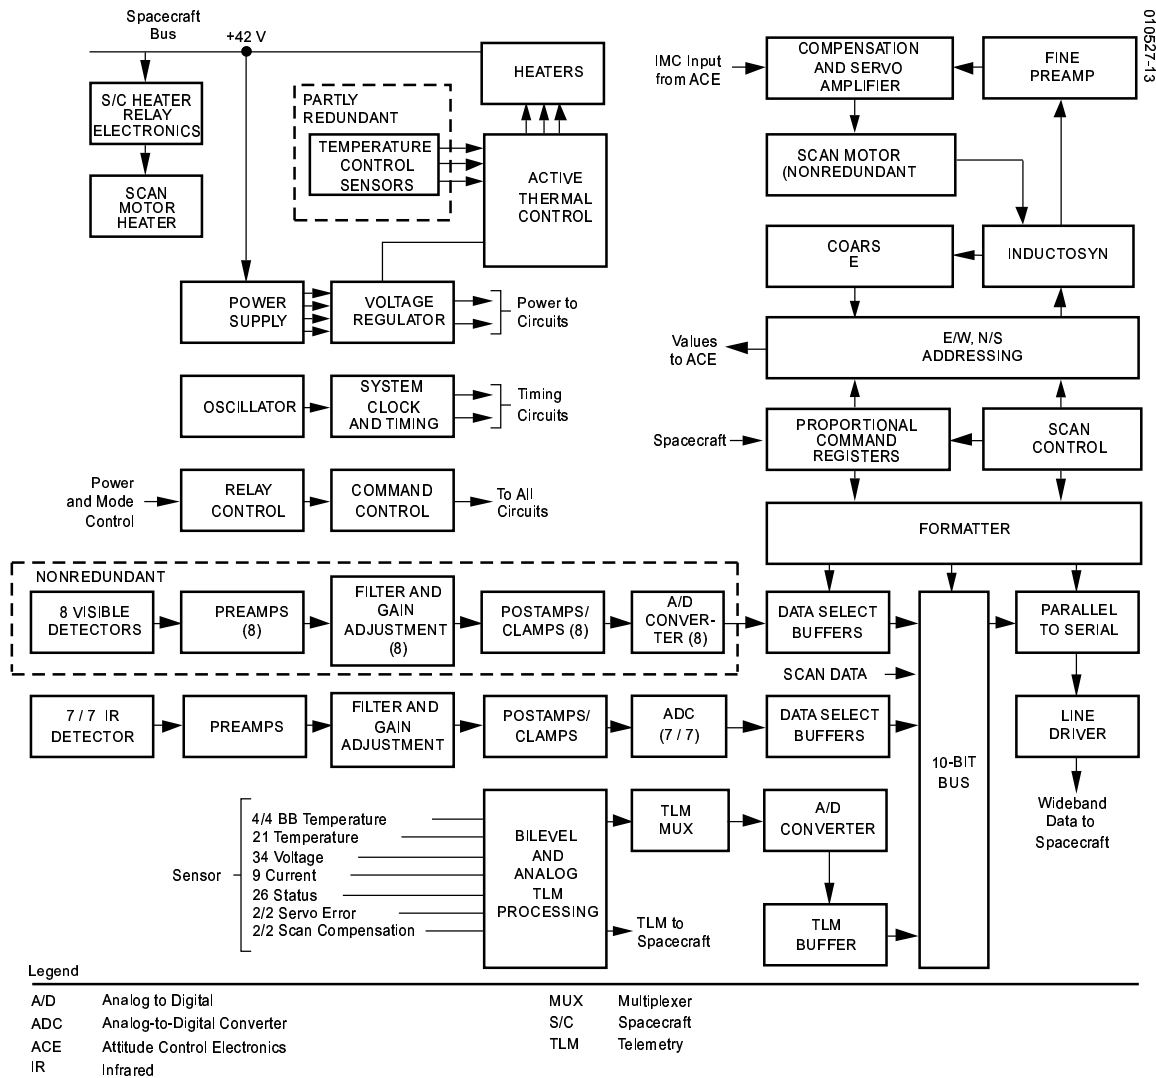 Spacecraft
Bus
+42 V
010527-13
S/C HEATER
RELAY
ELECTRONICS
SCAN
MOTOR
HEATER
PARTLY
REDUNDANT
TEMPERATURE
CONTROL
SENSORS
HEATERS
ACTIVE
THERMAL
CONTROL
POWER
SUPPLY
VOLTAGE
REGULATOR
Power to
Circuits
OSCILLATOR
SYSTEM
CLOCK
AND TIMING
Timing
Circuits
Power
and Mode
Control
RELAY
CONTROL
COMMAND
CONTROL
To All
Circuits
IMC Input
from ACE
COMPENSATION
AND SERVO
AMPLIFIER
FINE
PREAMP
SCAN MOTOR
(NONREDUNDANT
COARS
E
INDUCTOSYN
Values
to ACE
E/W, N/S
ADDRESSING
Spacecraft
PROPORTIONAL
COMMAND
REGISTERS
SCAN
CONTROL
FORMATTER
NONREDUNDANT
8 VISIBLE
DETECTORS
PREAMPS
(8)
FILTER AND
GAIN
ADJUSTMENT
(8)
POSTAMPS/
CLAMPS (8)
A/D
CONVER-
TER (8)
DATA SELECT
BUFFERS
PARALLEL
TO SERIAL
SCAN DATA
7 / 7 IR
DETECTOR
PREAMPS
FILTER AND
GAIN
ADJUSTMENT
POSTAMPS/
CLAMPS
ADC
(7 / 7)
DATA SELECT
BUFFERS
10-BIT
BUS
LINE
DRIVER
Wideband
Data to
Spacecraft
Sensor
4/4 BB Temperature
21 Temperature
34 Voltage
9 Current
26 Status
2/2 Servo Error
2/2 Scan Compensation
BILEVEL
AND
ANALOG
TLM
PROCESSING
TLM
MUX
A/D
CONVERTER
TLM
BUFFER
TLM to
Spacecraft
Legend
A/D Analog to Digital
ADC Analog-to-Digital Converter
ACE Attitude Control Electronics
IR Infrared
MUX Multiplexer
S/C Spacecraft
TLM Telemetry